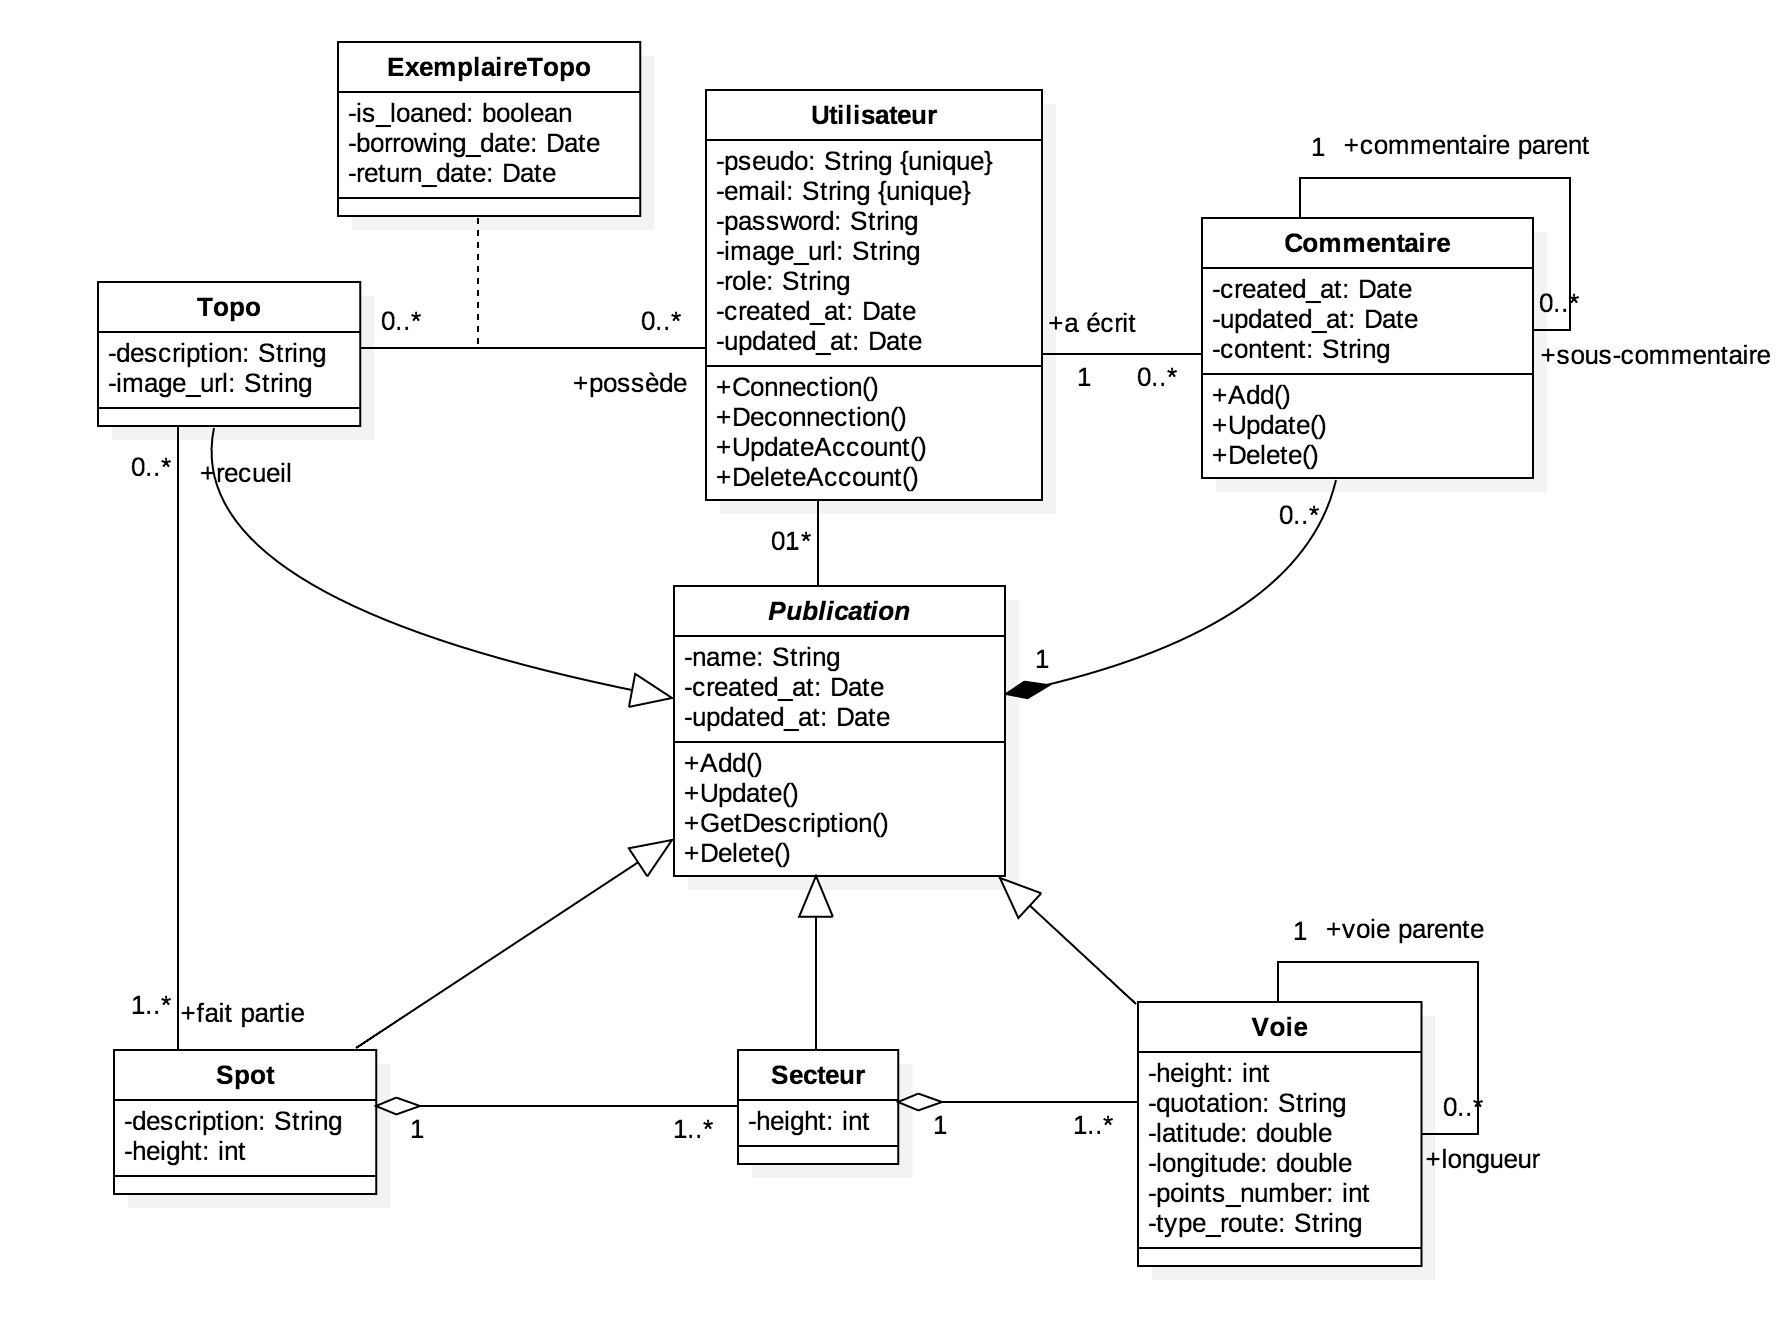 ExemplaireTopo
-is_loaned: boolean
-borrowing_date: Date
-return_date: Date
Utilisateur
-pseudo: String {unique}
-email: String {unique}
-password: String
-image_url: String
-role: String
-created_at: Date
-updated_at: Date
+Connection()
+Deconnection()
+UpdateAccount()
+DeleteAccount()
1 +commentaire parent
Commentaire
-created_at: Date
-updated_at: Date
-content: String
+Add()
+Update()
+Delete()
0..*
+sous-commentaire
+a écrit
1 0..*
Topo
-description: String
-image_url: String
0..* 0..*
+possède
0..* +recueil
01*
0..*
Publication
-name: String
-created_at: Date
-updated_at: Date
+Add()
+Update()
+GetDescription()
+Delete()
1
1..* +fait partie
Spot
-description: String
-height: int
1 1..*
Secteur
-height: int
1 1..*
1 +voie parente
Voie
-height: int
-quotation: String
-latitude: double
-longitude: double
-points_number: int
-type_route: String
0..*
+longueur